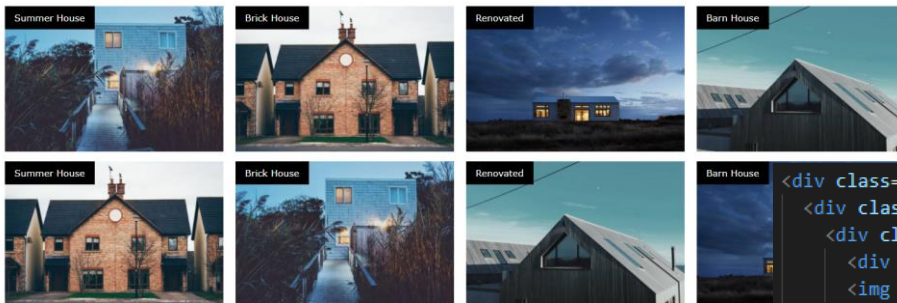 Summer House
Brick House
Renovated
Barn House
Summer House
Brick House
Renovated
Barn House
<div class=
<div clas
<div cl
<div
<img